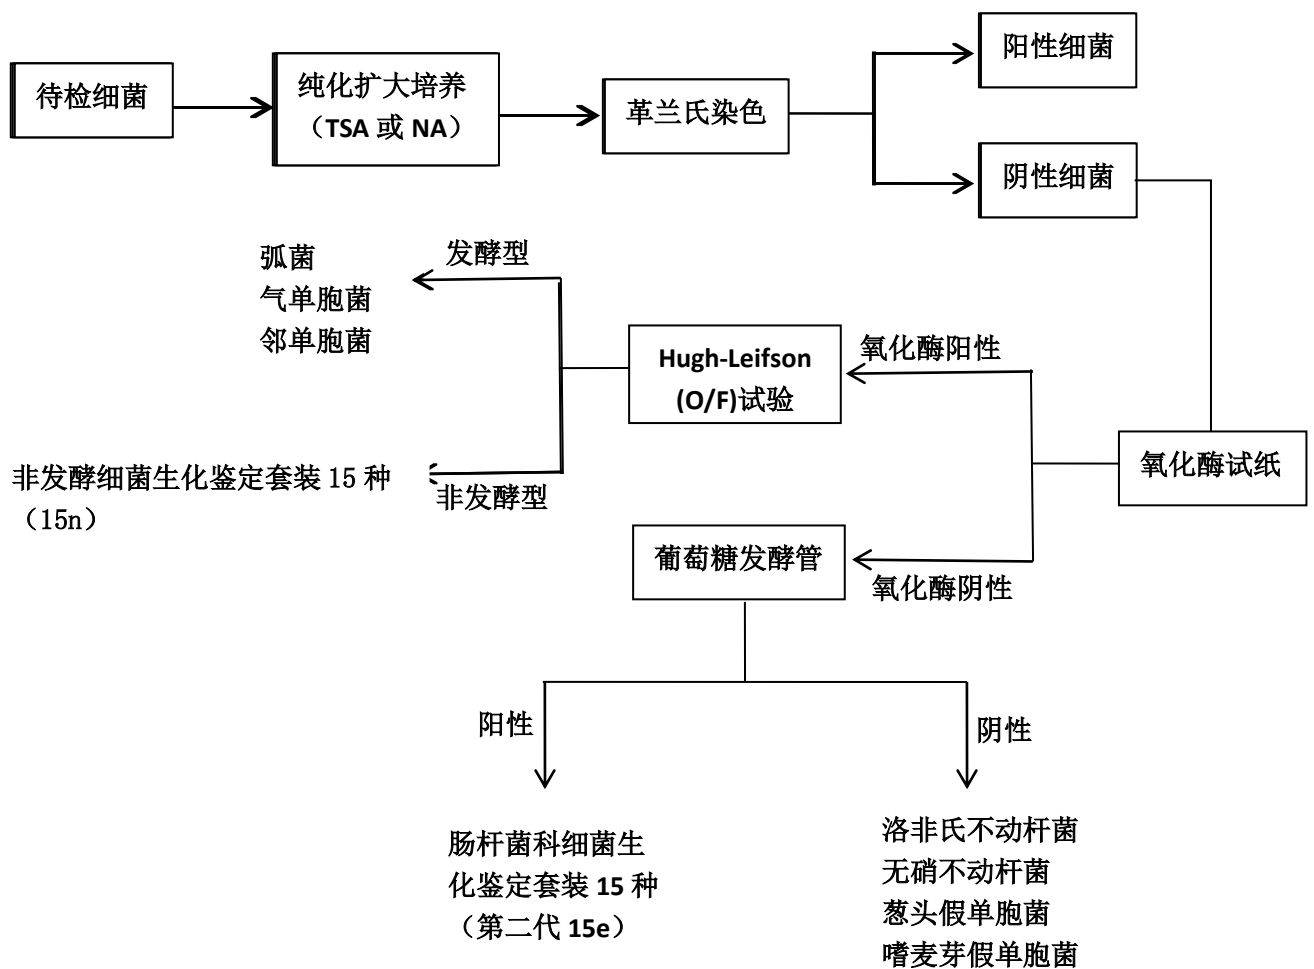 待检细菌
纯化扩大培养
（TSA 或 NA）
革兰氏染色
阳性细菌
阴性细菌
弧菌
气单胞菌
邻单胞菌
发酵型
Hugh-Leifson
(O/F)试验
氧化酶阳性
氧化酶试纸
非发酵细菌生化鉴定套装 15 种
（15n）
非发酵型
葡萄糖发酵管
氧化酶阴性
阳性
阴性
肠杆菌科细菌生
化鉴定套装 15 种
（第二代 15e）
洛非氏不动杆菌
无硝不动杆菌
葱头假单胞菌
嗜麦芽假单胞菌